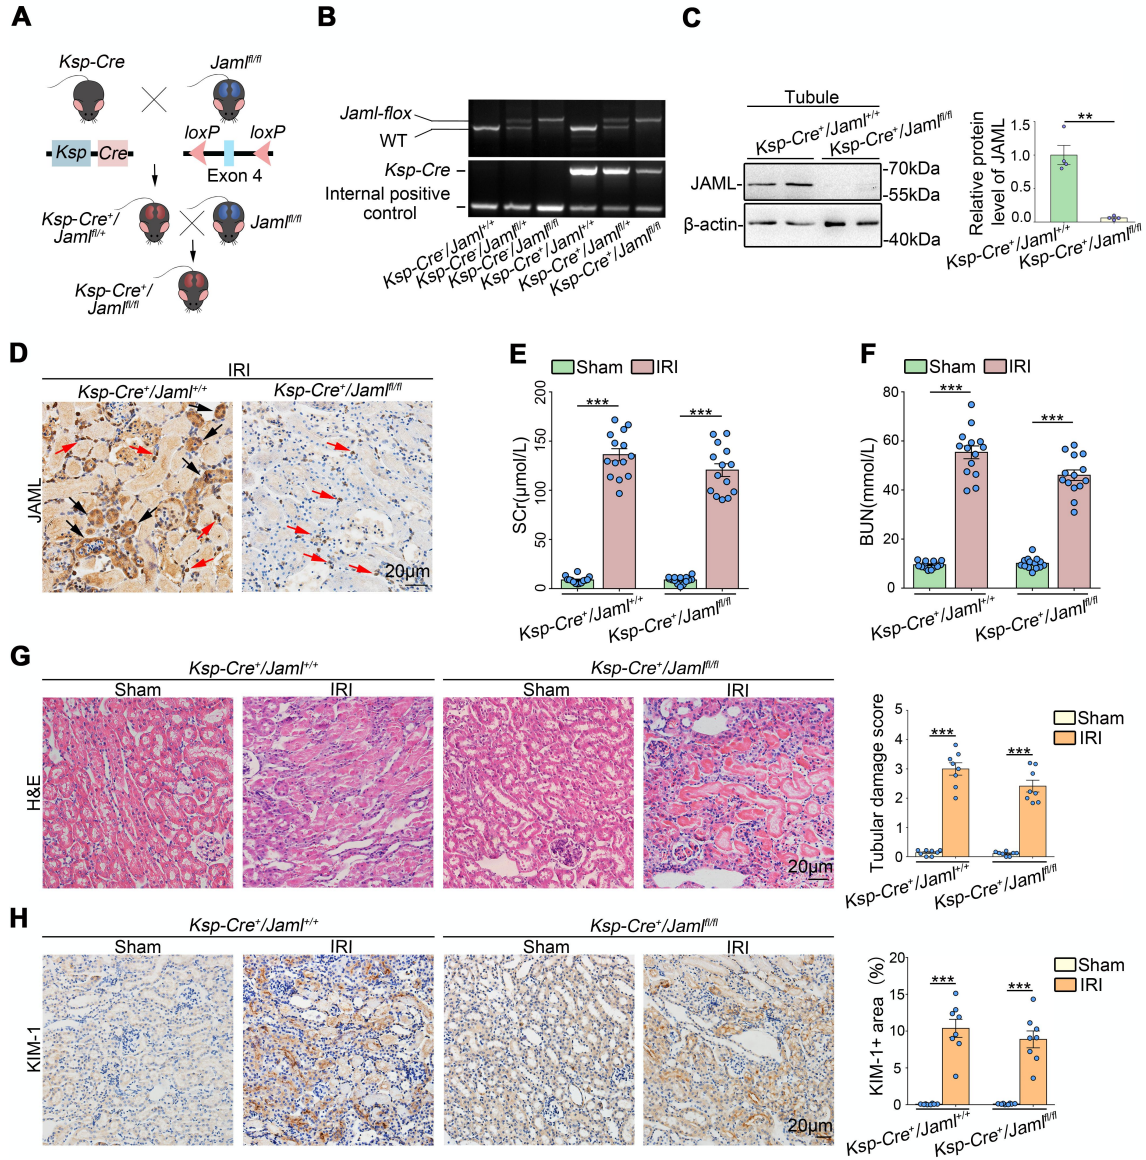 A
Ksp-Cre
Jaml^fl/fl
loxP
loxP
Ksp
Cre
Exon 4
Ksp-Cre⁺/
Jaml^fl/+
Jaml^fl/fl
Ksp-Cre⁺/
Jaml^fl/fl
B
Jaml-flox
WT
Ksp-Cre
Internal positive
control
Ksp-Cre⁻/Jaml^+/+
Ksp-Cre⁻/Jaml^fl/+
Ksp-Cre⁻/Jaml^fl/fl
Ksp-Cre⁺/Jaml^+/+
Ksp-Cre⁺/Jaml^fl/+
Ksp-Cre⁺/Jaml^fl/fl
C
Tubule
Ksp-Cre⁺/Jaml^+/+
Ksp-Cre⁺/Jaml^fl/fl
JAML
β-actin
-70kDa
-55kDa
-40kDa
Relative protein
level of JAML
1.5
1.0
0.5
0.0
**
Ksp-Cre⁺/Jaml^+/+
Ksp-Cre⁺/Jaml^fl/fl
D
IRI
Ksp-Cre⁺/Jaml^+/+
Ksp-Cre⁺/Jaml^fl/fl
JAML
20μm
E
Sham
IRI
SCr(μmol/L)
200
150
100
50
0
***
***
Ksp-Cre⁺/Jaml^+/+
Ksp-Cre⁺/Jaml^fl/fl
F
Sham
IRI
BUN(mmol/L)
80
60
40
20
0
***
***
Ksp-Cre⁺/Jaml^+/+
Ksp-Cre⁺/Jaml^fl/fl
G
Ksp-Cre⁺/Jaml^+/+
Ksp-Cre⁺/Jaml^fl/fl
Sham
IRI
Sham
IRI
H&E
20μm
Tubular damage score
5
4
3
2
1
0
***
***
Sham
IRI
Ksp-Cre⁺/Jaml^+/+
Ksp-Cre⁺/Jaml^fl/fl
H
Ksp-Cre⁺/Jaml^+/+
Ksp-Cre⁺/Jaml^fl/fl
Sham
IRI
Sham
IRI
KIM-1
20μm
KIM-1+ area (%)
20
15
10
5
0
***
***
Sham
IRI
Ksp-Cre⁺/Jaml^+/+
Ksp-Cre⁺/Jaml^fl/fl